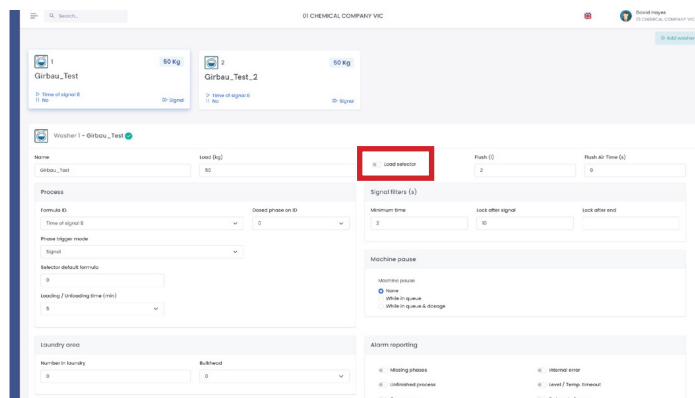 Search...
01 CHEMICAL COMPANY VIC
David Hayes
01 CHEMICAL COMPANY VIC
Add washer
1
50 Kg
Girbau_Test
Time of signal 8
No
Signal
2
50 Kg
Girbau_Test_2
Time of signal 8
No
Signal
Washer 1 - Girbau_Test
Name
Load (kg)
Load selector
Flush (l)
Flush Air Time (s)
Girbau_Test
50
2
0
Process
Signal filters (s)
Formula ID
Dosed phase on ID
Minimum time
Lock after signal
Lock after end
Time of signal 8
0
2
10
Phase trigger mode
Signal
Machine pause
Selector default formula
0
Machine pause
None
While in queue
While in queue & dosage
Loading / Unloading time (min)
5
Laundry area
Alarm reporting
Number in laundry
Bulkhead
0
0
Missing phases
Internal error
Unfinished process
Level / Temp. timeout